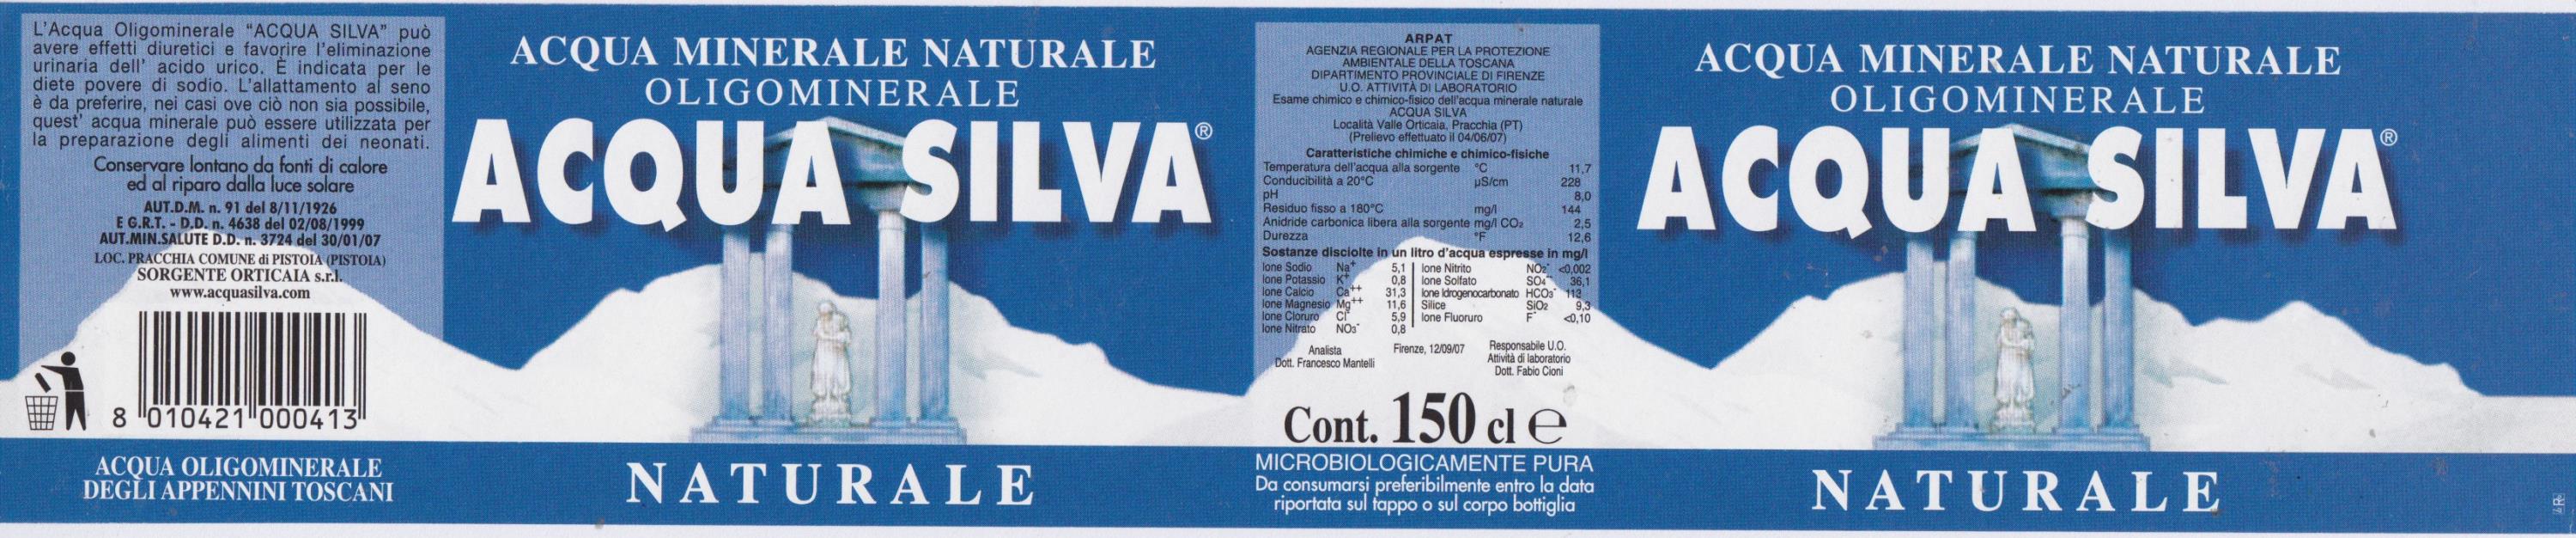 L'Acqua Oligominerale "ACQUA SILVA" può
avere effetti diuretici e favorire l'eliminazione
urinaria dell' acido urico. È indicata per le
diete povere di sodio. L'allattamento al seno
è da preferire, nei casi ove ciò non sia possibile,
quest' acqua minerale può essere utilizzata per
la preparazione degli alimenti dei neonati.
Conservare lontano da fonti di calore
ed al riparo dalla luce solare
AUT.D.M. n. 91 del 8/11/1926
E G.R.T. - D.D. n. 4638 del 02/08/1999
AUT.MIN.SALUTE D.D. n. 3724 del 30/01/07
LOC. PRACCHIA COMUNE di PISTOIA (PISTOIA)
SORGENTE ORTICAIA s.r.l.
www.acquasilva.com
8 010421 000413
ACQUA OLIGOMINERALE
DEGLI APPENNINI TOSCANI
ACQUA MINERALE NATURALE
OLIGOMINERALE
ACQUA SILVA®
NATURALE
ARPAT
AGENZIA REGIONALE PER LA PROTEZIONE
AMBIENTALE DELLA TOSCANA
DIPARTIMENTO PROVINCIALE DI FIRENZE
U.O. ATTIVITÀ DI LABORATORIO
Esame chimico e chimico-fisico dell'acqua minerale naturale
ACQUA SILVA
Località Valle Orticaia, Pracchia (PT)
(Prelievo effettuato il 04/06/07)
Caratteristiche chimiche e chimico-fisiche
Temperatura dell'acqua alla sorgente °C 11,7
Conducibilità a 20°C µS/cm 228
pH 8,0
Residuo fisso a 180°C mg/l 144
Anidride carbonica libera alla sorgente mg/l CO₂ 2,5
Durezza °F 12,6
Sostanze disciolte in un litro d'acqua espresse in mg/l
Ione Sodio Na⁺ 5,1 Ione Nitrito NO₂⁻ <0,002
Ione Potassio K⁺ 0,8 Ione Solfato SO₄⁻⁻ 36,1
Ione Calcio Ca⁺⁺ 31,3 Ione Idrogenocarbonato HCO₃⁻ 113
Ione Magnesio Mg⁺⁺ 11,6 Silice SiO₂ 9,3
Ione Cloruro Cl⁻ 5,9 Ione Fluoruro F⁻ <0,10
Ione Nitrato NO₃⁻ 0,8
Analista Firenze, 12/09/07 Responsabile U.O.
Dott. Francesco Mantelli Attività di laboratorio
Dott. Fabio Cioni
Cont. 150 cl e
MICROBIOLOGICAMENTE PURA
Da consumarsi preferibilmente entro la data
riportata sul tappo o sul corpo bottiglia
ACQUA MINERALE NATURALE
OLIGOMINERALE
ACQUA SILVA®
NATURALE